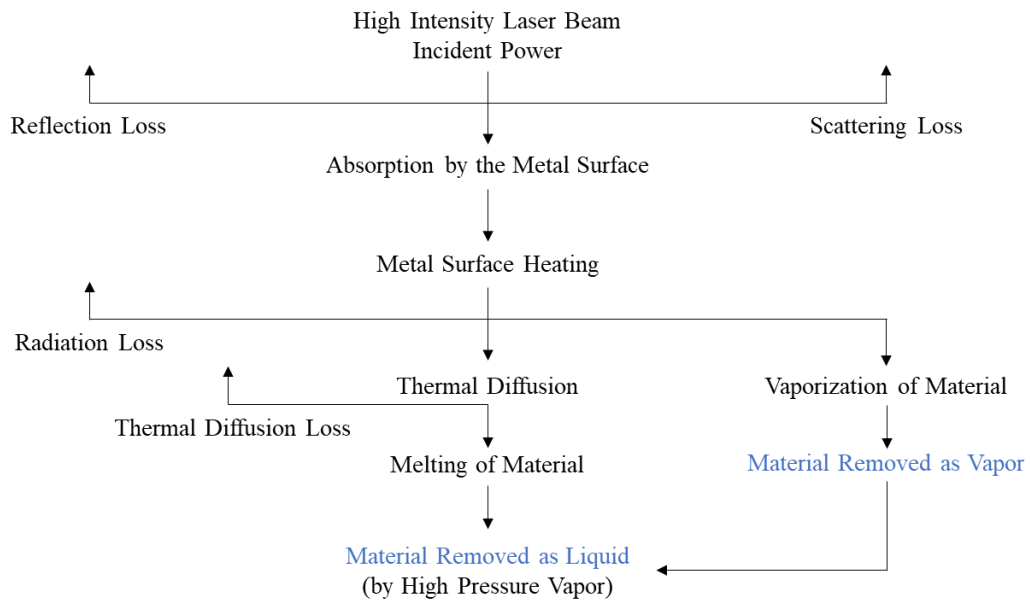 High Intensity Laser Beam
Incident Power
Reflection Loss
Scattering Loss
Absorption by the Metal Surface
Metal Surface Heating
Radiation Loss
Thermal Diffusion
Vaporization of Material
Thermal Diffusion Loss
Melting of Material
Material Removed as Vapor
Material Removed as Liquid
(by High Pressure Vapor)